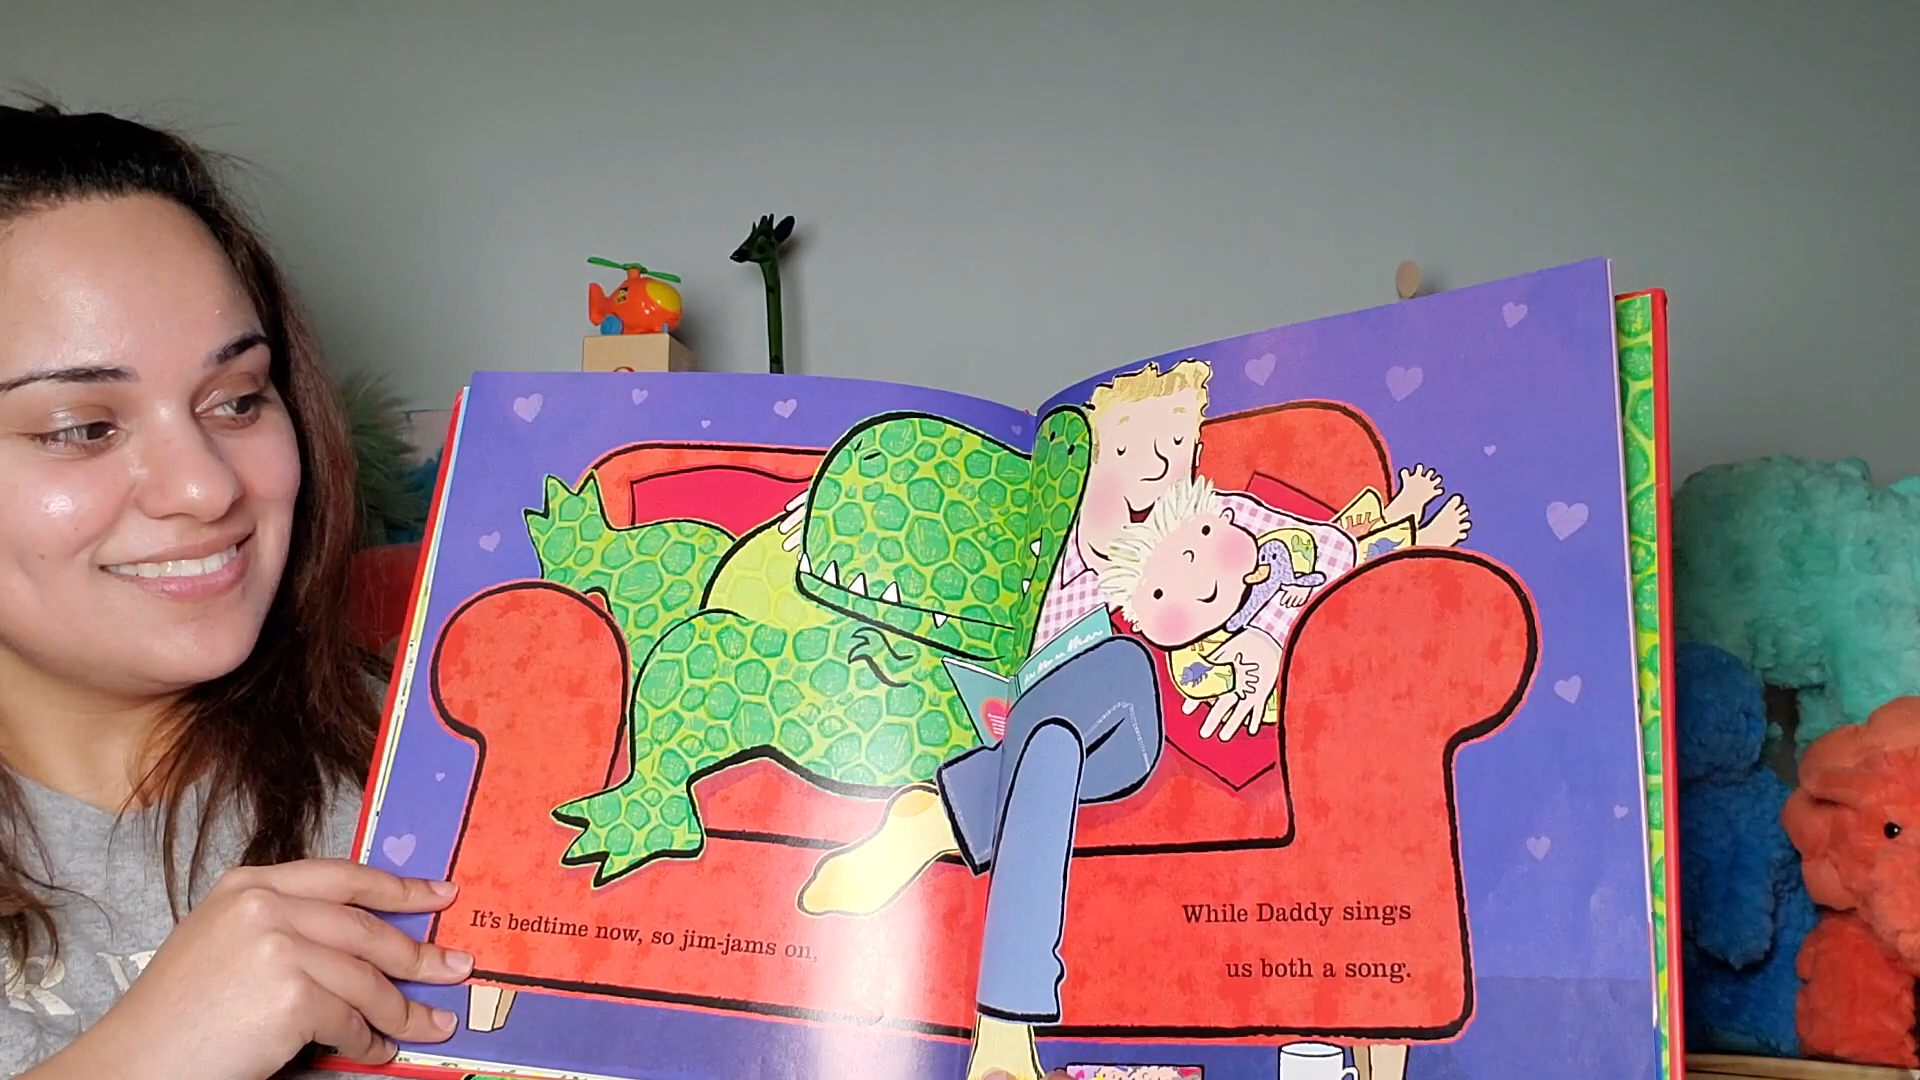 It's bedtime now, so jim-jams on,
While Daddy sings
us both a song.